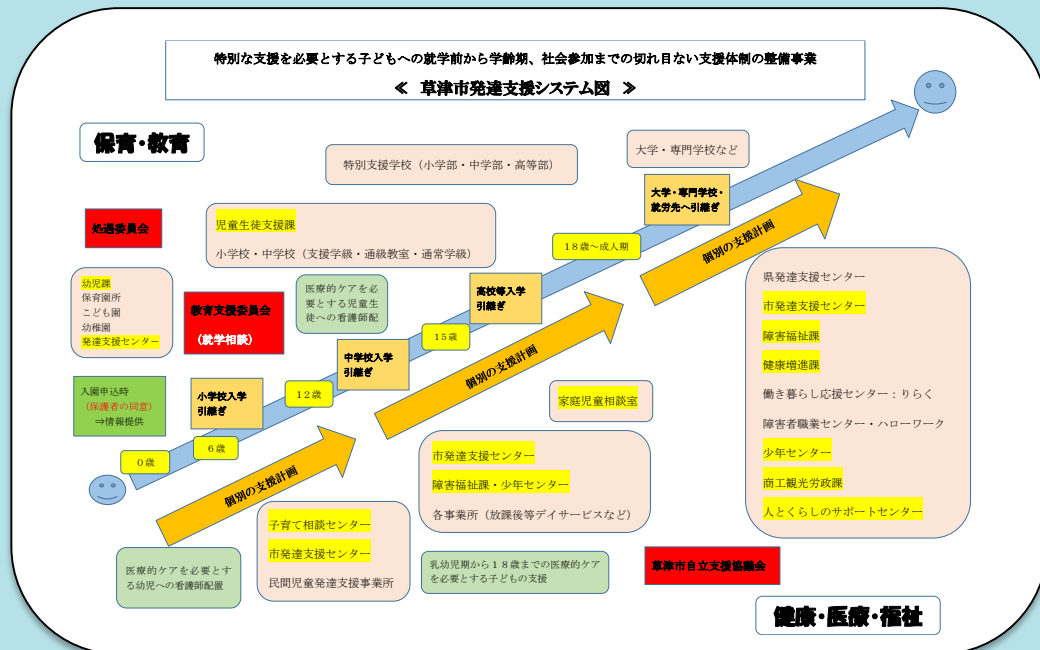 特別な支援を必要とする子どもへの就学前から学齢期、社会参加までの切れ目ない支援体制の整備事業
≪ 草津市発達支援システム図 ≫
保育・教育
特別支援学校（小学部・中学部・高等部）
大学・専門学校など
大学・専門学校・
就労先へ引継ぎ
処遇委員会
児童生徒支援課
小学校・中学校（支援学級・通級教室・通常学級）
18歳～成人期
個別の支援計画
幼児課
保育園所
こども園
幼稚園
発達支援センター
教育支援委員会
（就学相談）
医療的ケアを必
要とする児童生
徒への看護師配
高校等入学
引継ぎ
15歳
中学校入学
引継ぎ
個別の支援計画
県発達支援センター
市発達支援センター
障害福祉課
健康増進課
働き暮らし応援センター：りらく
障害者職業センター・ハローワーク
少年センター
商工観光労政課
人とくらしのサポートセンター
入園申込時
（保護者の同意）
⇒情報提供
小学校入学
引継ぎ
12歳
家庭児童相談室
6歳
0歳
個別の支援計画
市発達支援センター
障害福祉課・少年センター
各事業所（放課後等デイサービスなど）
子育て相談センター
市発達支援センター
民間児童発達支援事業所
医療的ケアを必要とす
る幼児への看護師配置
乳幼児期から１８歳までの医療的ケア
を必要とする子どもの支援
草津市自立支援協議会
健康・医療・福祉